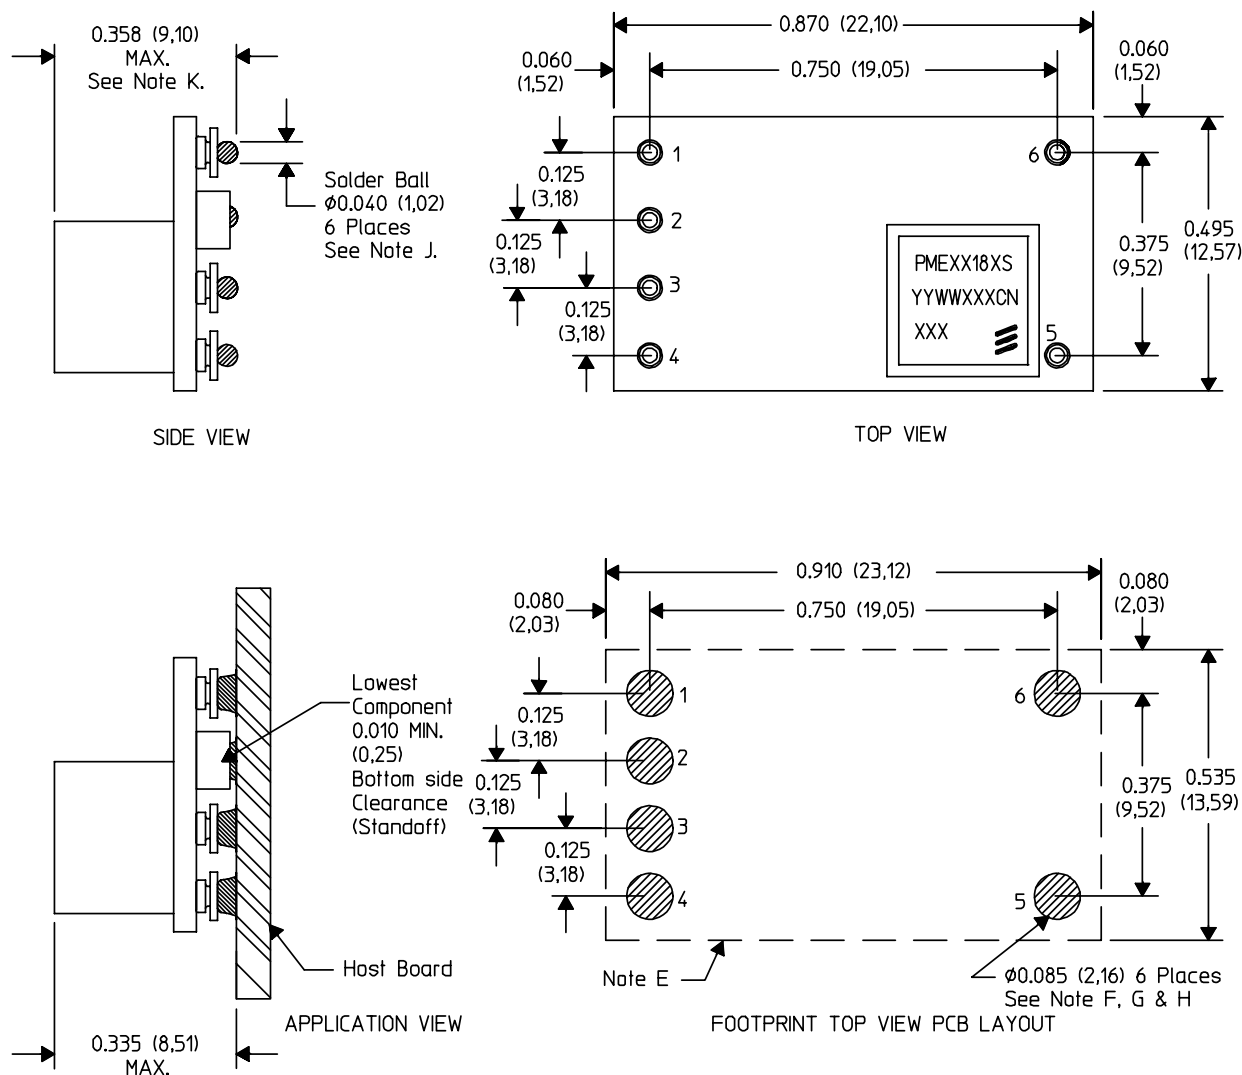 0.358 (9,10)
MAX.
See Note K.
Solder Ball
Ø0.040 (1,02)
6 Places
See Note J.
SIDE VIEW
0.870 (22,10)
0.060
(1,52)
0.750 (19,05)
0.060
(1,52)
1
6
0.125
(3,18)
2
0.125
(3,18)
3
0.125
(3,18)
4
5
PMEXX18XS
YYWWXXXCN
XXX
0.375
(9,52)
0.495
(12,57)
TOP VIEW
Lowest
Component
0.010 MIN.
(0,25)
Bottom side
Clearance
(Standoff)
Host Board
APPLICATION VIEW
0.335 (8,51)
MAX.
0.910 (23,12)
0.080
(2,03)
0.750 (19,05)
0.080
(2,03)
1
6
0.125
(3,18)
2
0.125
(3,18)
3
0.125
(3,18)
4
5
0.375
(9,52)
0.535
(13,59)
Note E
Ø0.085 (2,16) 6 Places
See Note F, G & H
FOOTPRINT TOP VIEW PCB LAYOUT